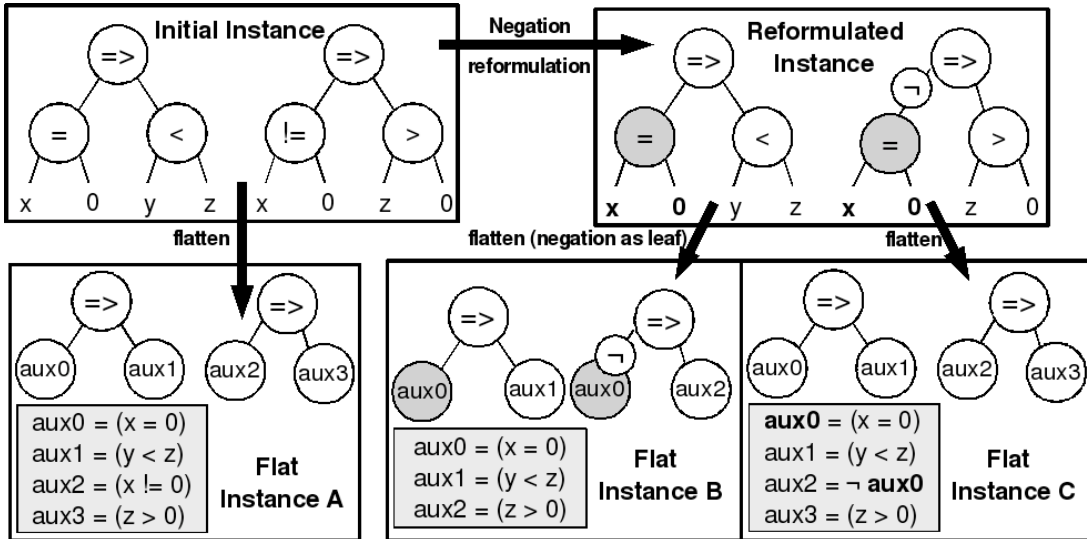 Initial Instance
=> =>
= < != >
x 0 y z x 0 z 0
Negation
reformulation
Reformulated
Instance
=> =>
¬
= < = >
x 0 y z x 0 z 0
flatten
flatten (negation as leaf)
flatten
=> =>
aux0 aux1 aux2 aux3
aux0 = (x = 0)
aux1 = (y < z)
aux2 = (x != 0)
aux3 = (z > 0)
Flat
Instance A
=> =>
¬
aux0 aux1 aux0 aux2
aux0 = (x = 0)
aux1 = (y < z)
aux2 = (z > 0)
Flat
Instance B
=> =>
aux0 aux1 aux2 aux3
aux0 = (x = 0)
aux1 = (y < z)
aux2 = ¬ aux0
aux3 = (z > 0)
Flat
Instance C